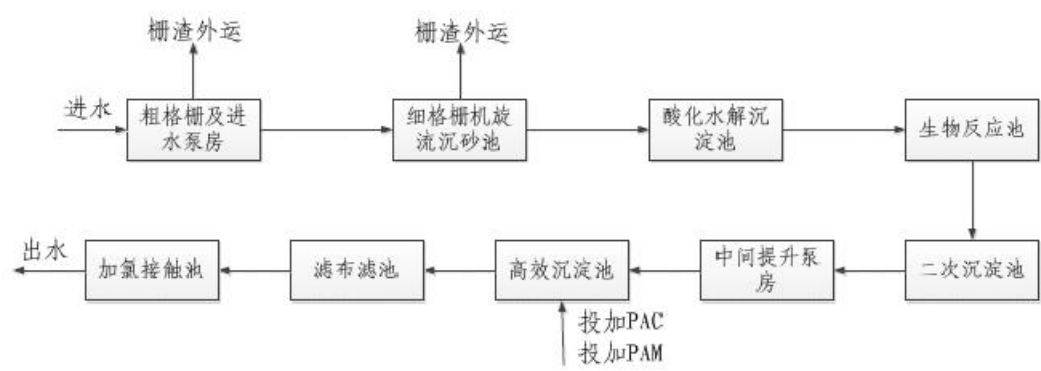 栅渣外运
栅渣外运
进水
粗格栅及进
水泵房
细格栅机旋
流沉砂池
酸化水解沉
淀池
生物反应池
出水
加氯接触池
滤布滤池
高效沉淀池
中间提升泵
房
二次沉淀池
投加PAC
投加PAM